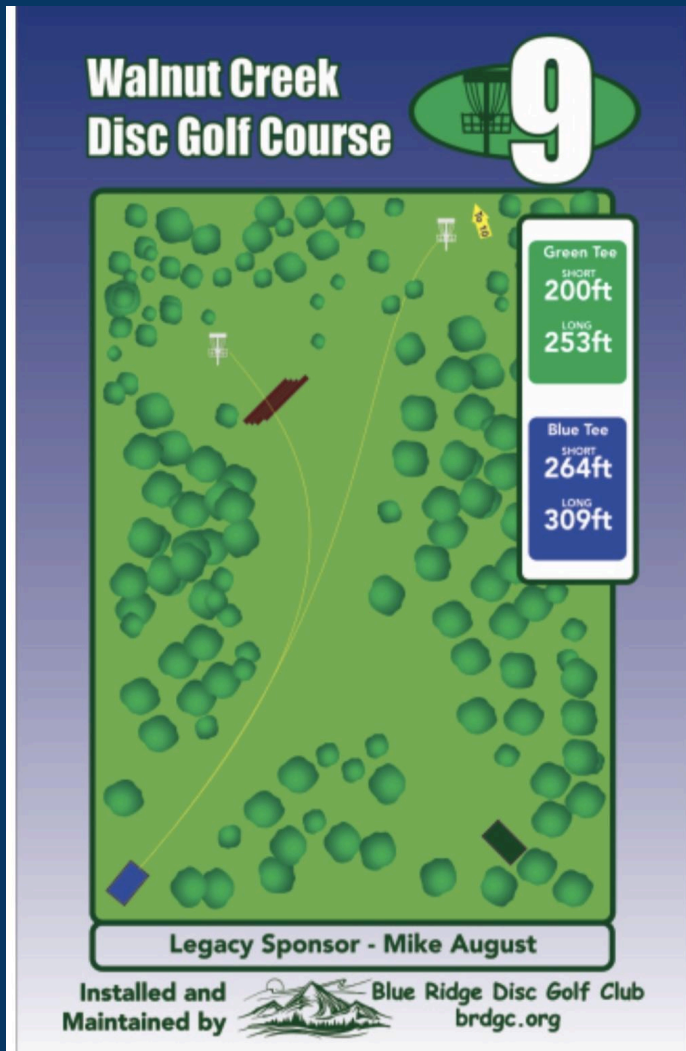 Walnut Creek
Disc Golf Course
9
To 10
Green Tee
SHORT
200ft
LONG
253ft
Blue Tee
SHORT
264ft
LONG
309ft
Legacy Sponsor - Mike August
Installed and
Maintained by
Blue Ridge Disc Golf Club
brdgc.org